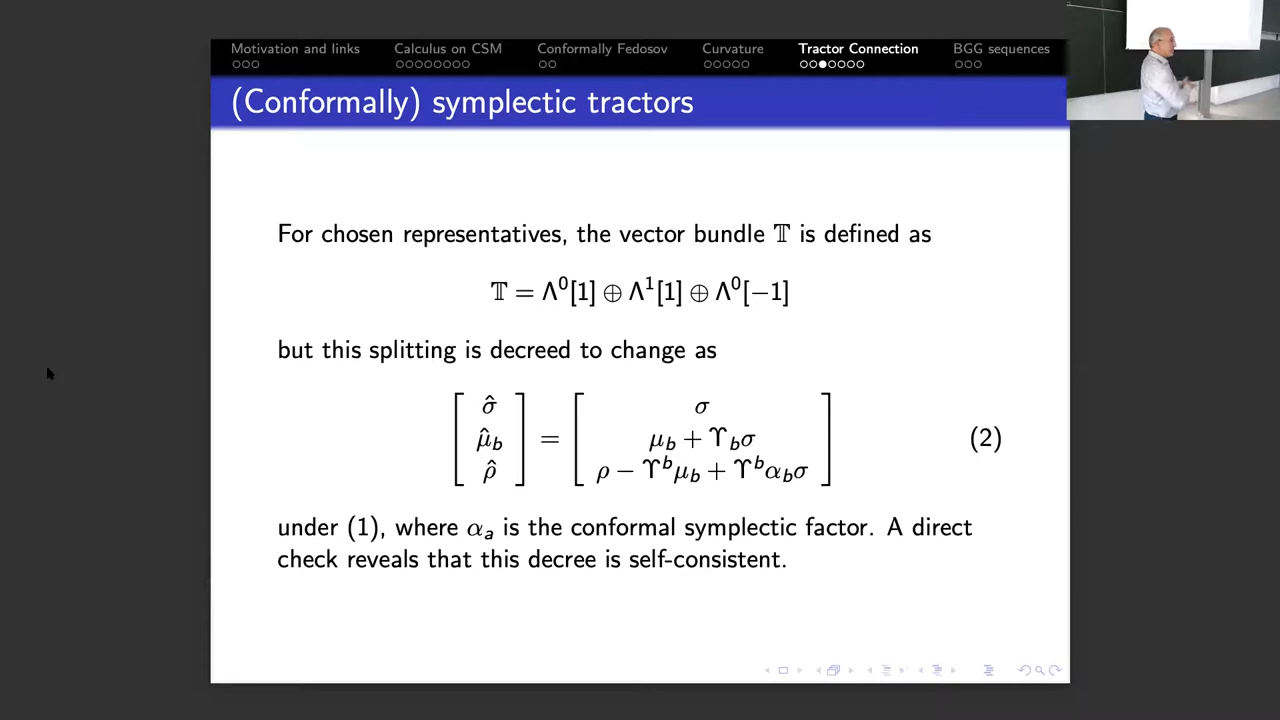 Motivation and links Calculus on CSM Conformally Fedosov Curvature Tractor Connection BGG sequences
(Conformally) symplectic tractors
For chosen representatives, the vector bundle 𝕋 is defined as
𝕋 = Λ⁰[1] ⊕ Λ¹[1] ⊕ Λ⁰[−1]
but this splitting is decreed to change as
[ σ̂ ; μ̂_b ; ρ̂ ] = [ σ ; μ_b + ϒ_b σ ; ρ − ϒ^b μ_b + ϒ^b α_b σ ] (2)
under (1), where α_a is the conformal symplectic factor. A direct
check reveals that this decree is self-consistent.